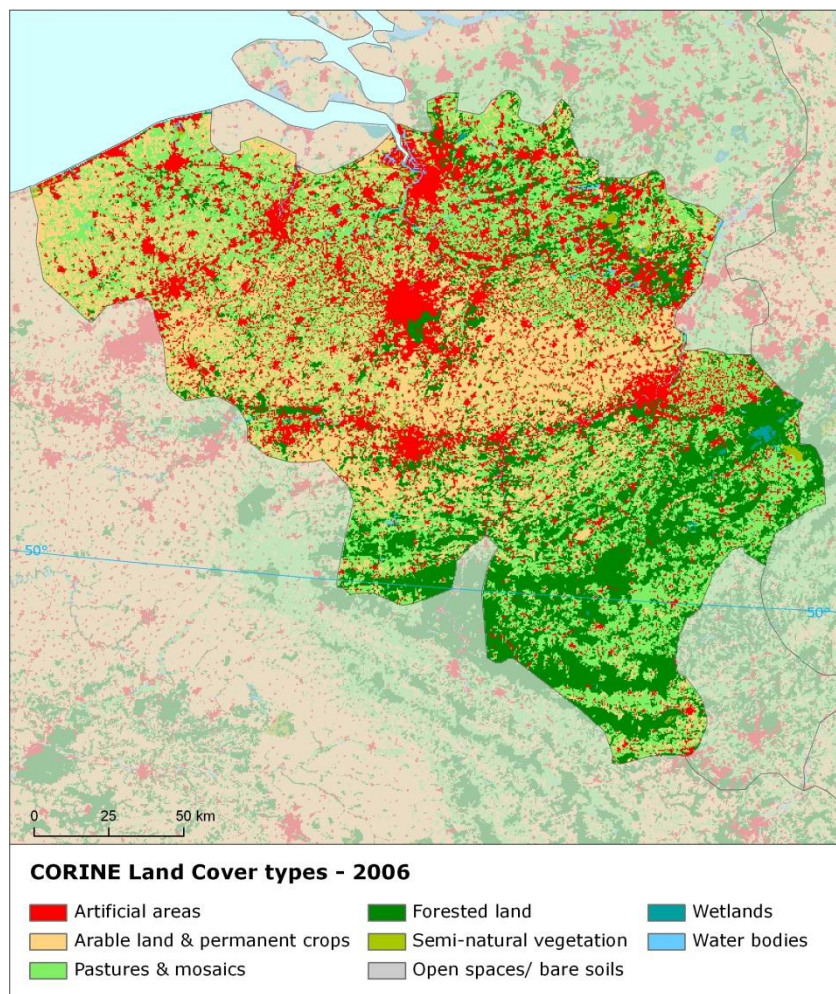 50°
50°
0 25 50 km
CORINE Land Cover types - 2006
Artificial areas
Arable land & permanent crops
Pastures & mosaics
Forested land
Semi-natural vegetation
Open spaces/ bare soils
Wetlands
Water bodies